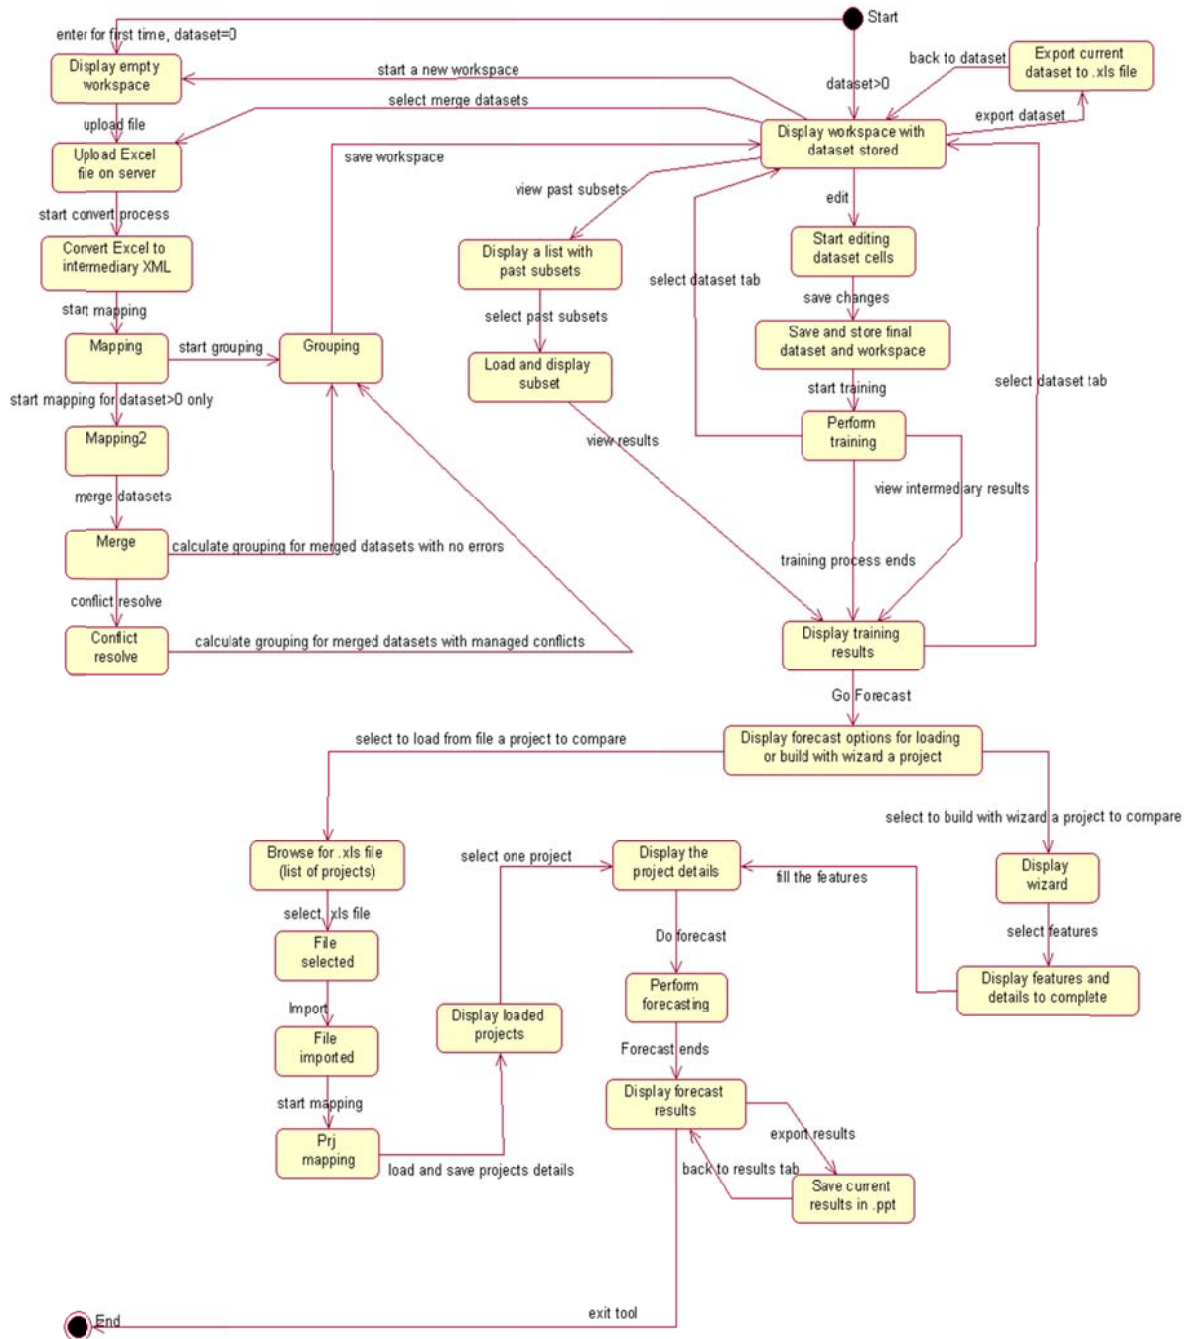 Start
enter for first time, dataset=0
Display empty
workspace
start a new workspace
back to dataset
Export current
dataset to .xls file
dataset>0
select merge datasets
export dataset
upload file
Display workspace with
dataset stored
Upload Excel
file on server
save workspace
view past subsets
edit
start convert process
Convert Excel to
intermediary XML
Display a list with
past subsets
Start editing
dataset cells
select dataset tab
save changes
start mapping
select past subsets
Mapping
start grouping
Grouping
Save and store final
dataset and workspace
Load and display
subset
start training
select dataset tab
start mapping for dataset>0 only
Mapping2
Perform
training
view results
view intermediary results
merge datasets
Merge
calculate grouping for merged datasets with no errors
training process ends
conflict resolve
Conflict
resolve
calculate grouping for merged datasets with managed conflicts
Display training
results
Go Forecast
select to load from file a project to compare
Display forecast options for loading
or build with wizard a project
select to build with wizard a project to compare
Browse for .xls file
(list of projects)
select one project
Display the
project details
fill the features
Display
wizard
select .xls file
select features
File
selected
Do forecast
Display features and
details to complete
Perform
forecasting
Import
Display loaded
projects
File
imported
Forecast ends
start mapping
Display forecast
results
Prj
mapping
export results
load and save projects details
back to results tab
Save current
results in .ppt
exit tool
End